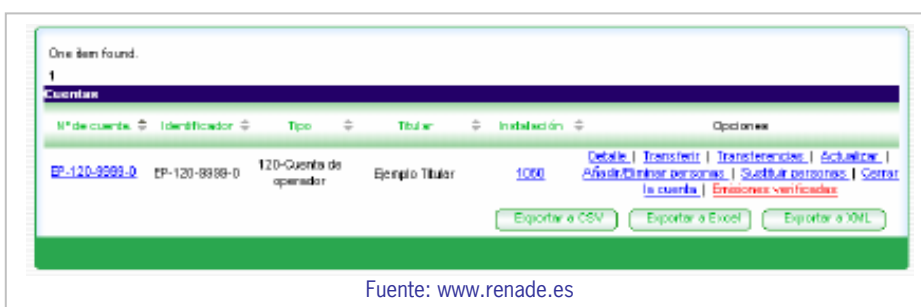 One item found.
1
Cuentas
Nº de cuenta Identificador Tipo Titular Instalación Opciones
EP-120-9999-0 EP-120-9999-0 120-Cuenta de operador Ejemplo Titular 1060 Detalle | Transferir | Transferencias | Actualizar |
Añadir/Eliminar personas | Sustituir personas | Cerrar
la cuenta | Emisiones verificadas
Exportar a CSV Exportar a Excel Exportar a XML
Fuente: www.renade.es